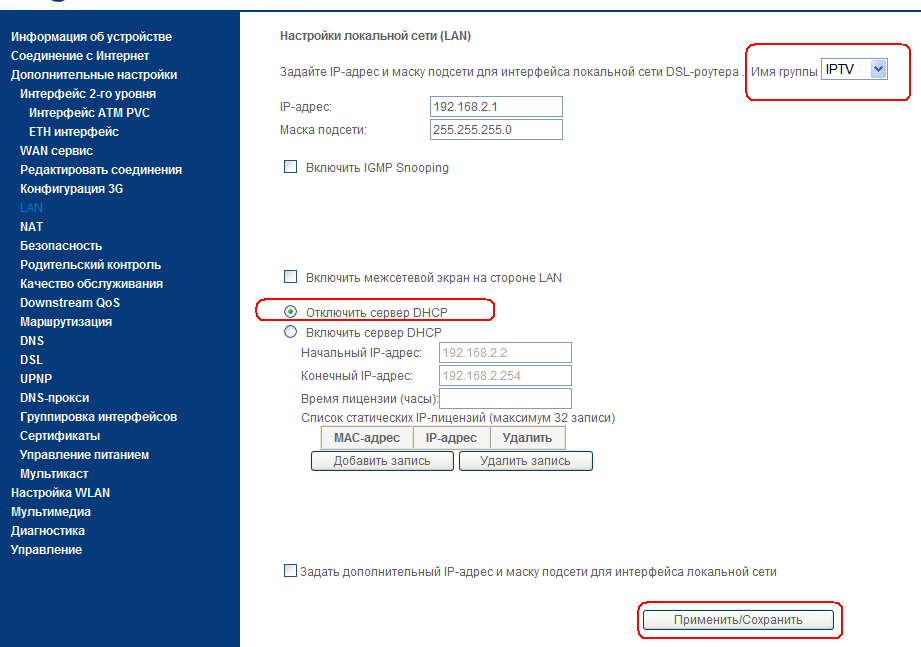 Информация об устройстве
Соединение с Интернет
Дополнительные настройки
Интерфейс 2-го уровня
Интерфейс ATM PVC
ETH интерфейс
WAN сервис
Редактировать соединения
Конфигурация 3G
LAN
NAT
Безопасность
Родительский контроль
Качество обслуживания
Downstream QoS
Маршрутизация
DNS
DSL
UPNP
DNS-прокси
Группировка интерфейсов
Сертификаты
Управление питанием
Мультикаст
Настройка WLAN
Мультимедиа
Диагностика
Управление
Настройки локальной сети (LAN)
Задайте IP-адрес и маску подсети для интерфейса локальной сети DSL-роутера . Имя группы IPTV
IP-адрес: 192.168.2.1
Маска подсети: 255.255.255.0
Включить IGMP Snooping
Включить межсетевой экран на стороне LAN
Отключить сервер DHCP
Включить сервер DHCP
Начальный IP-адрес: 192.168.2.2
Конечный IP-адрес: 192.168.2.254
Время лицензии (часы):
Список статических IP-лицензий (максимум 32 записи)
MAC-адрес IP-адрес Удалить
Добавить запись Удалить запись
Задать дополнительный IP-адрес и маску подсети для интерфейса локальной сети
Применить/Сохранить